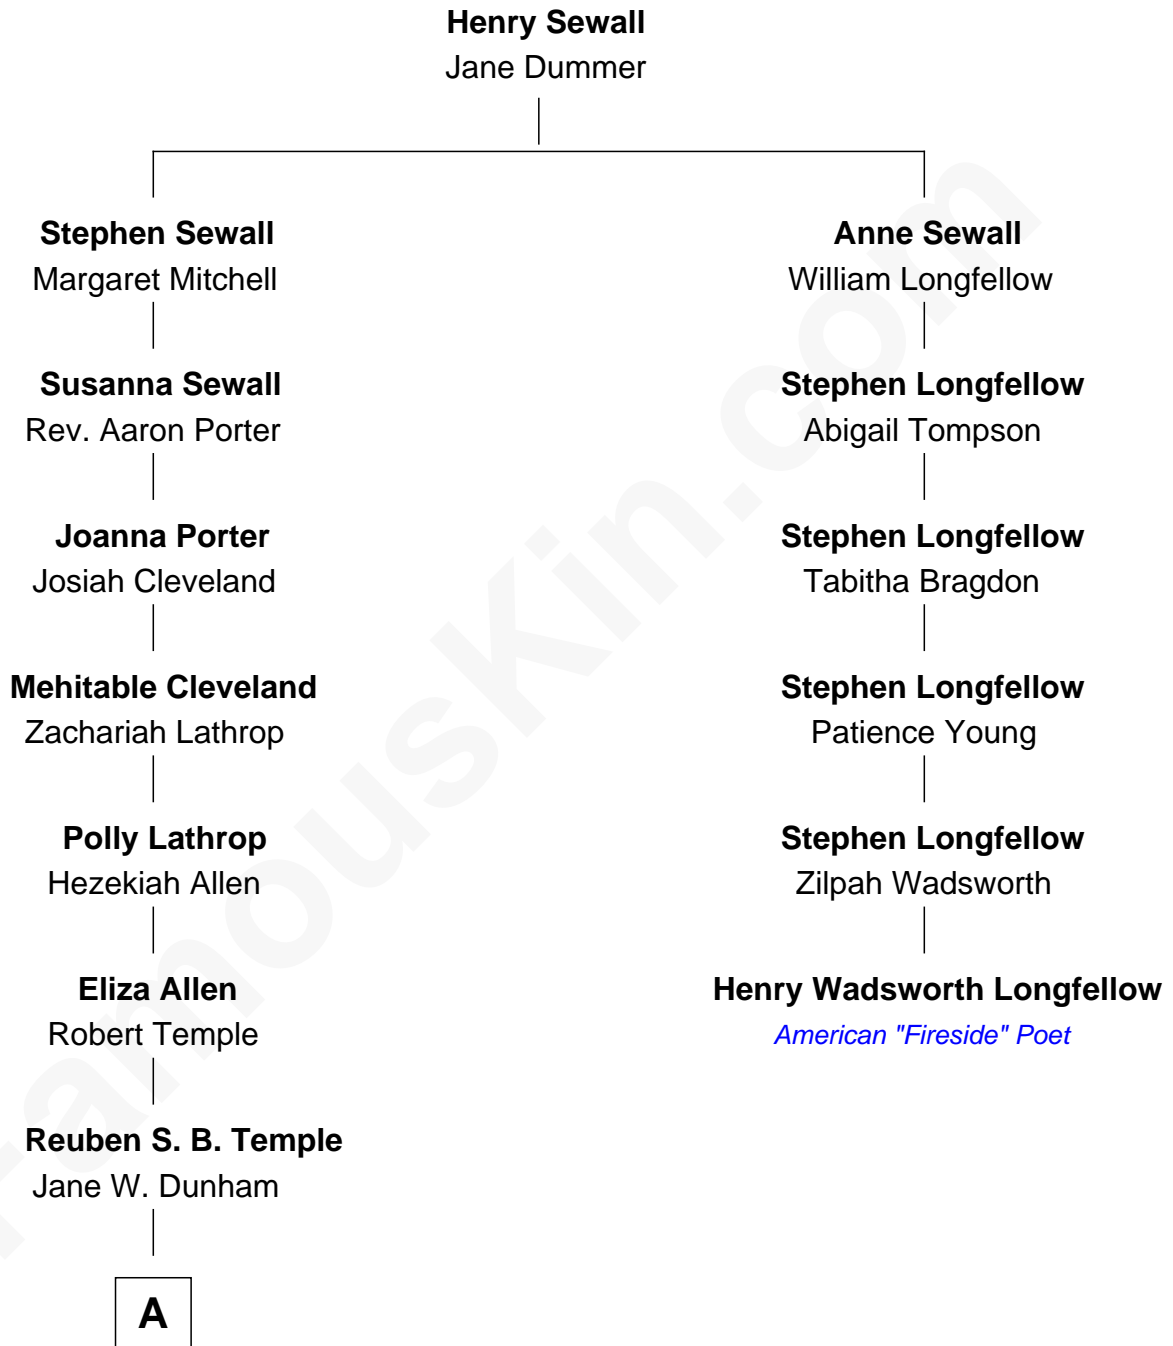 Henry Sewall
Jane Dummer
Stephen Sewall
Margaret Mitchell
Susanna Sewall
Rev. Aaron Porter
Joanna Porter
Josiah Cleveland
Mehitable Cleveland
Zachariah Lathrop
Polly Lathrop
Hezekiah Allen
Eliza Allen
Robert Temple
Reuben S. B. Temple
Jane W. Dunham
A
Anne Sewall
William Longfellow
Stephen Longfellow
Abigail Tompson
Stephen Longfellow
Tabitha Bragdon
Stephen Longfellow
Patience Young
Stephen Longfellow
Zilpah Wadsworth
Henry Wadsworth Longfellow
American "Fireside" Poet
FamousKin.com